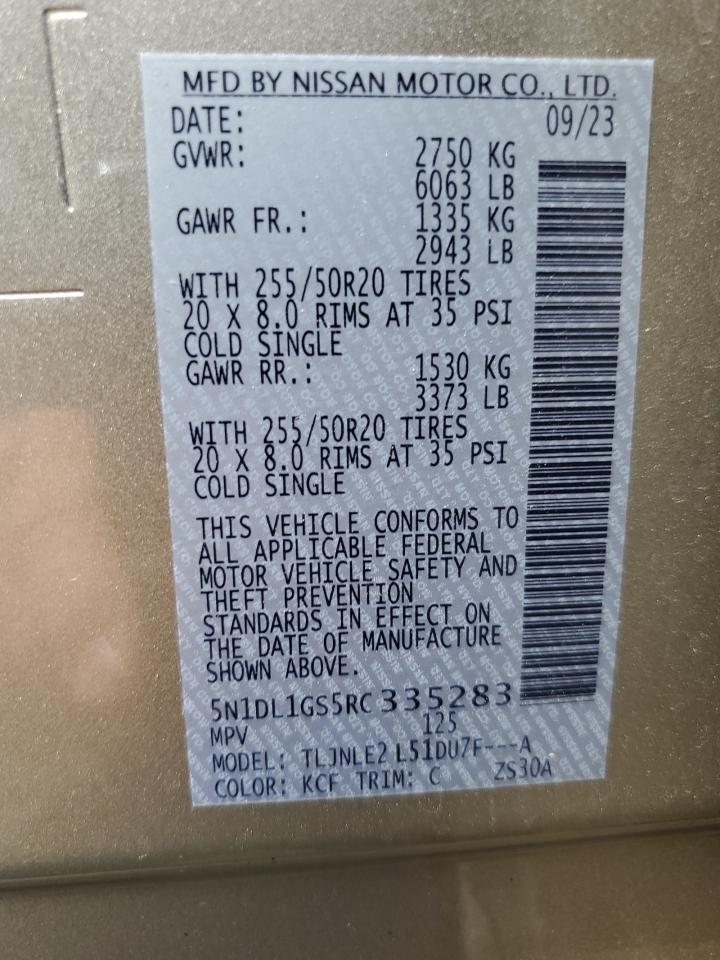 MFD BY NISSAN MOTOR CO., LTD.
DATE: 09/23
GVWR: 2750 KG
6063 LB
GAWR FR.: 1335 KG
2943 LB
WITH 255/50R20 TIRES
20 X 8.0 RIMS AT 35 PSI
COLD SINGLE
GAWR RR.: 1530 KG
3373 LB
WITH 255/50R20 TIRES
20 X 8.0 RIMS AT 35 PSI
COLD SINGLE
THIS VEHICLE CONFORMS TO
ALL APPLICABLE FEDERAL
MOTOR VEHICLE SAFETY AND
THEFT PREVENTION
STANDARDS IN EFFECT ON
THE DATE OF MANUFACTURE
SHOWN ABOVE.
5N1DL1GS5RC335283
MPV 125
MODEL: TLJNLE2 L51DU7F---A
COLOR: KCF TRIM: C ZS30A